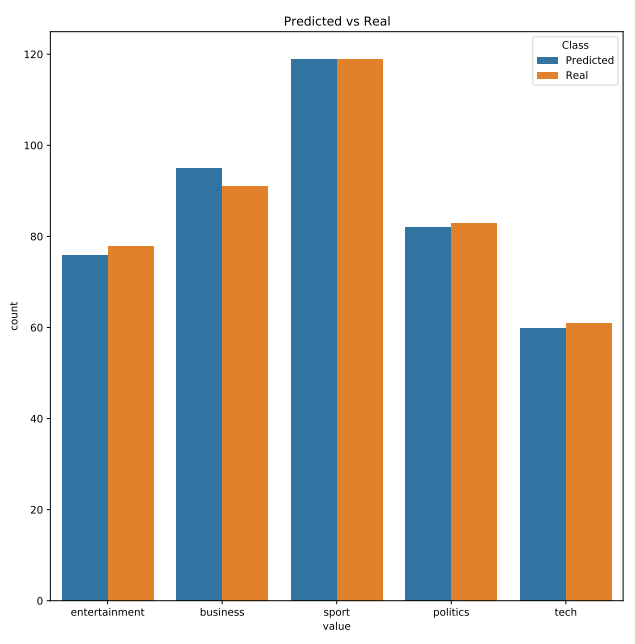 Predicted vs Real
Class
Predicted
Real
120
100
80
60
40
20
0
count
entertainment
business
sport
politics
tech
value